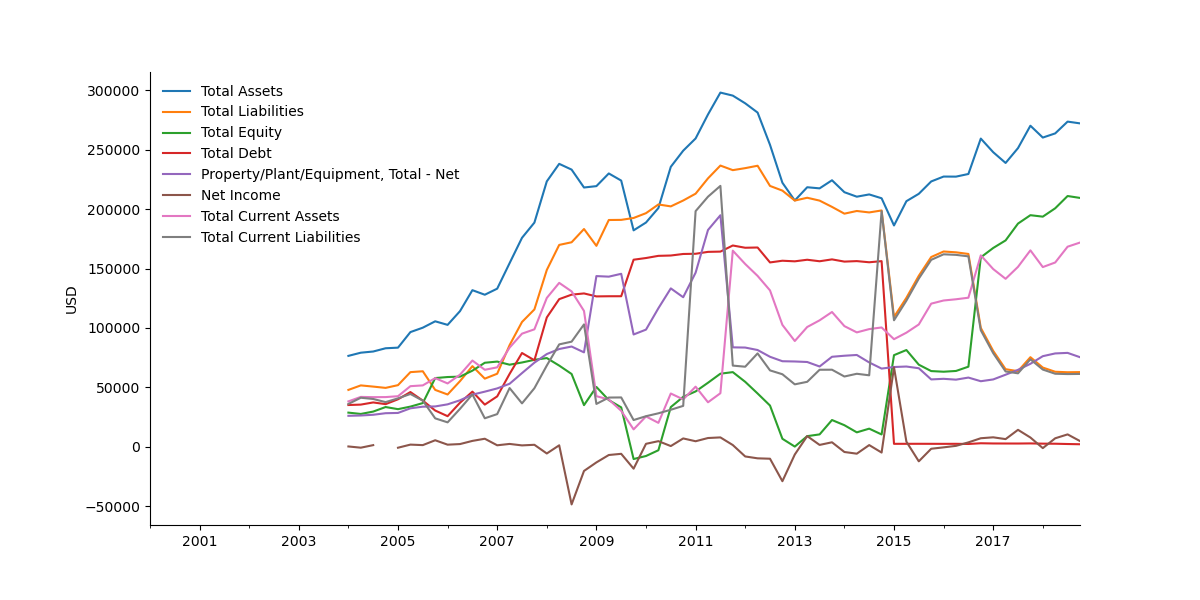 300000
250000
200000
150000
100000
50000
0
−50000
USD
Total Assets
Total Liabilities
Total Equity
Total Debt
Property/Plant/Equipment, Total - Net
Net Income
Total Current Assets
Total Current Liabilities
2001 2003 2005 2007 2009 2011 2013 2015 2017